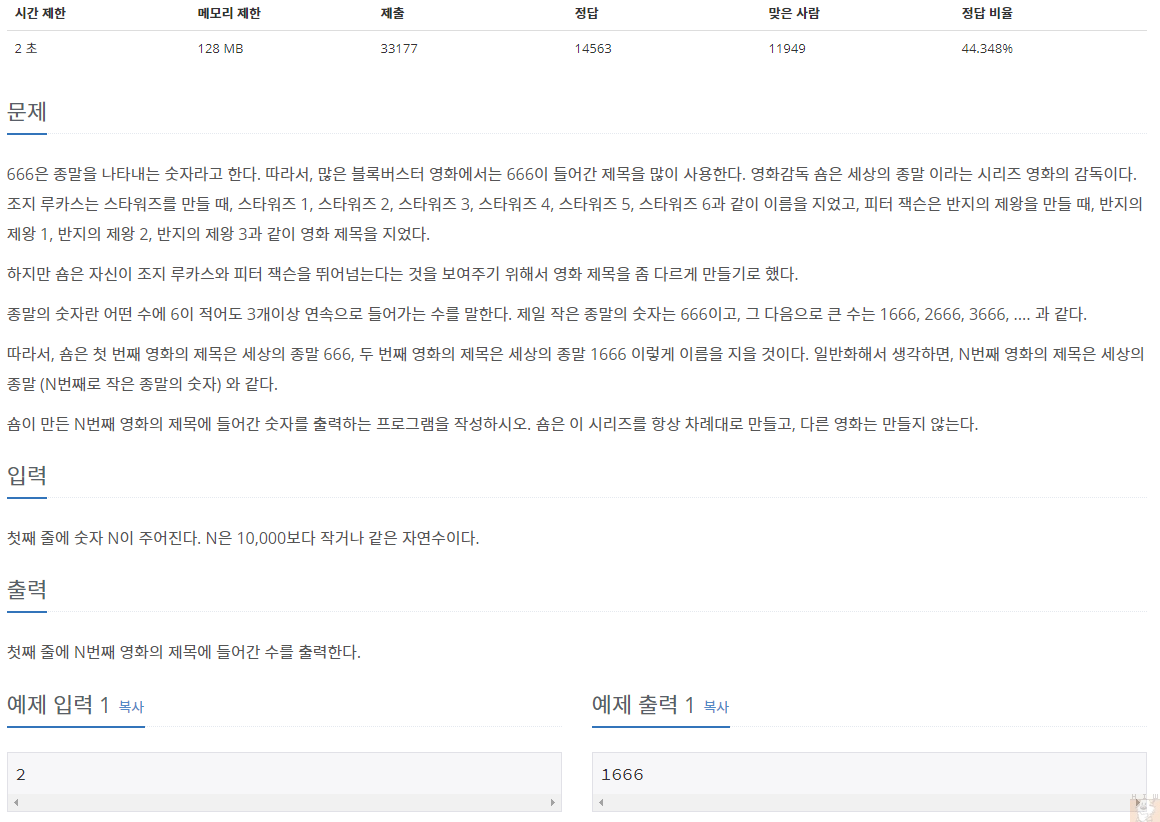 시간 제한 메모리 제한 제출 정답 맞은 사람 정답 비율
2 초 128 MB 33177 14563 11949 44.348%
문제
666은 종말을 나타내는 숫자라고 한다. 따라서, 많은 블록버스터 영화에서는 666이 들어간 제목을 많이 사용한다. 영화감독 숌은 세상의 종말 이라는 시리즈 영화의 감독이다.
조지 루카스는 스타워즈를 만들 때, 스타워즈 1, 스타워즈 2, 스타워즈 3, 스타워즈 4, 스타워즈 5, 스타워즈 6과 같이 이름을 지었고, 피터 잭슨은 반지의 제왕을 만들 때, 반지의
제왕 1, 반지의 제왕 2, 반지의 제왕 3과 같이 영화 제목을 지었다.
하지만 숌은 자신이 조지 루카스와 피터 잭슨을 뛰어넘는다는 것을 보여주기 위해서 영화 제목을 좀 다르게 만들기로 했다.
종말의 숫자란 어떤 수에 6이 적어도 3개이상 연속으로 들어가는 수를 말한다. 제일 작은 종말의 숫자는 666이고, 그 다음으로 큰 수는 1666, 2666, 3666, .... 과 같다.
따라서, 숌은 첫 번째 영화의 제목은 세상의 종말 666, 두 번째 영화의 제목은 세상의 종말 1666 이렇게 이름을 지을 것이다. 일반화해서 생각하면, N번째 영화의 제목은 세상의
종말 (N번째로 작은 종말의 숫자) 와 같다.
숌이 만든 N번째 영화의 제목에 들어간 숫자를 출력하는 프로그램을 작성하시오. 숌은 이 시리즈를 항상 차례대로 만들고, 다른 영화는 만들지 않는다.
입력
첫째 줄에 숫자 N이 주어진다. N은 10,000보다 작거나 같은 자연수이다.
출력
첫째 줄에 N번째 영화의 제목에 들어간 수를 출력한다.
예제 입력 1 복사
2
예제 출력 1 복사
1666